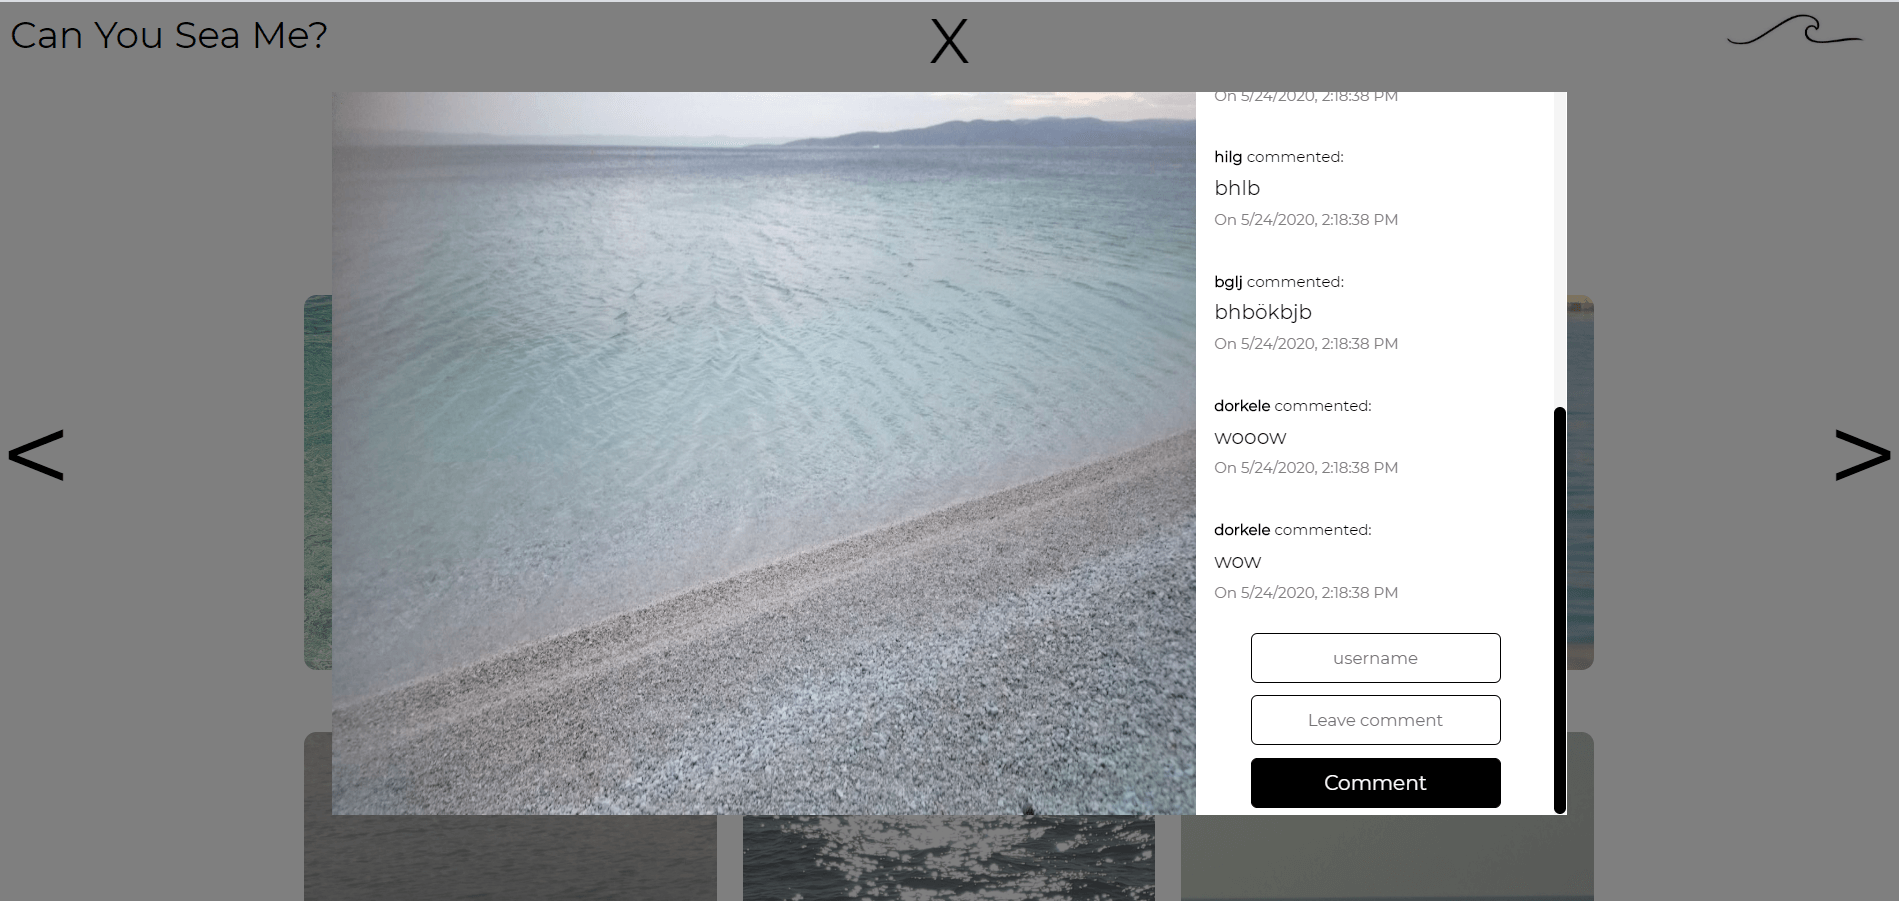 Can You Sea Me?
X
On 5/24/2020, 2:18:38 PM
hilg commented:
bhlb
On 5/24/2020, 2:18:38 PM
bglj commented:
bhbökbjb
On 5/24/2020, 2:18:38 PM
dorkele commented:
wooow
On 5/24/2020, 2:18:38 PM
dorkele commented:
wow
On 5/24/2020, 2:18:38 PM
<
>
username
Leave comment
Comment